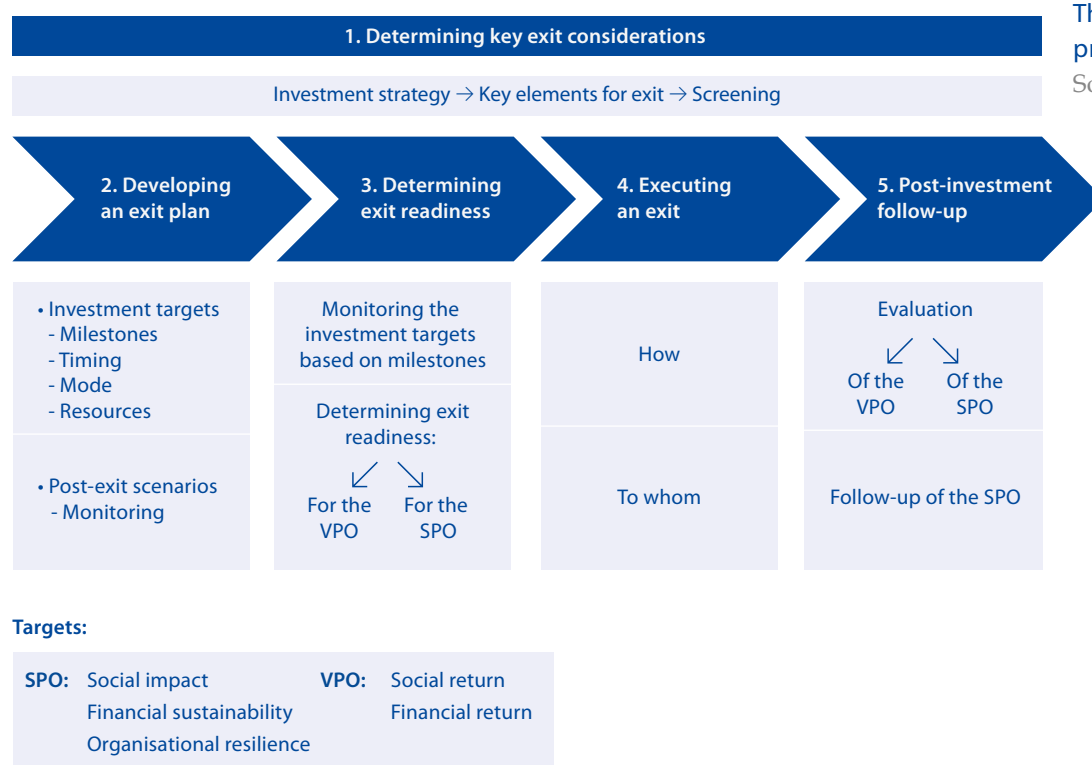 1. Determining key exit considerations
Investment strategy → Key elements for exit → Screening
2. Developing
an exit plan
3. Determining
exit readiness
4. Executing
an exit
5. Post-investment
follow-up
• Investment targets
- Milestones
- Timing
- Mode
- Resources
• Post-exit scenarios
- Monitoring
Monitoring the
investment targets
based on milestones
Determining exit
readiness:
For the
VPO
For the
SPO
How
To whom
Evaluation
Of the
VPO
Of the
SPO
Follow-up of the SPO
Targets:
SPO: Social impact
Financial sustainability
Organisational resilience
VPO: Social return
Financial return